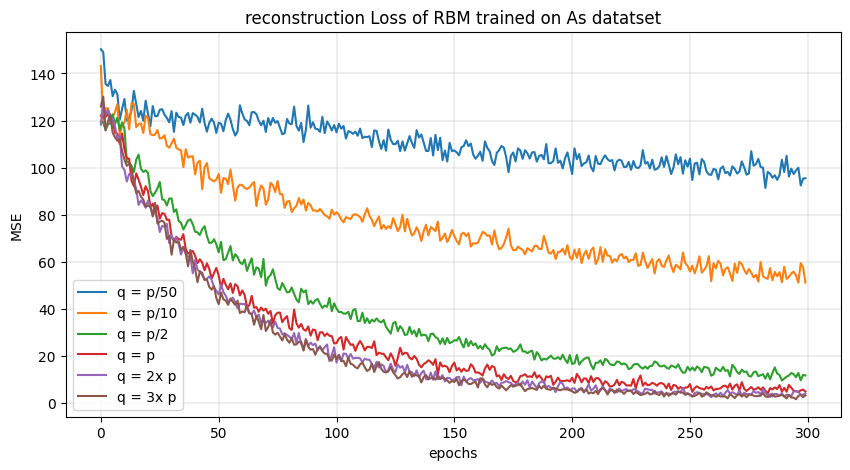 reconstruction Loss of RBM trained on As datatset
MSE
140
120
100
80
60
40
20
0
q = p/50
q = p/10
q = p/2
q = p
q = 2x p
q = 3x p
0 50 100 150 200 250 300
epochs